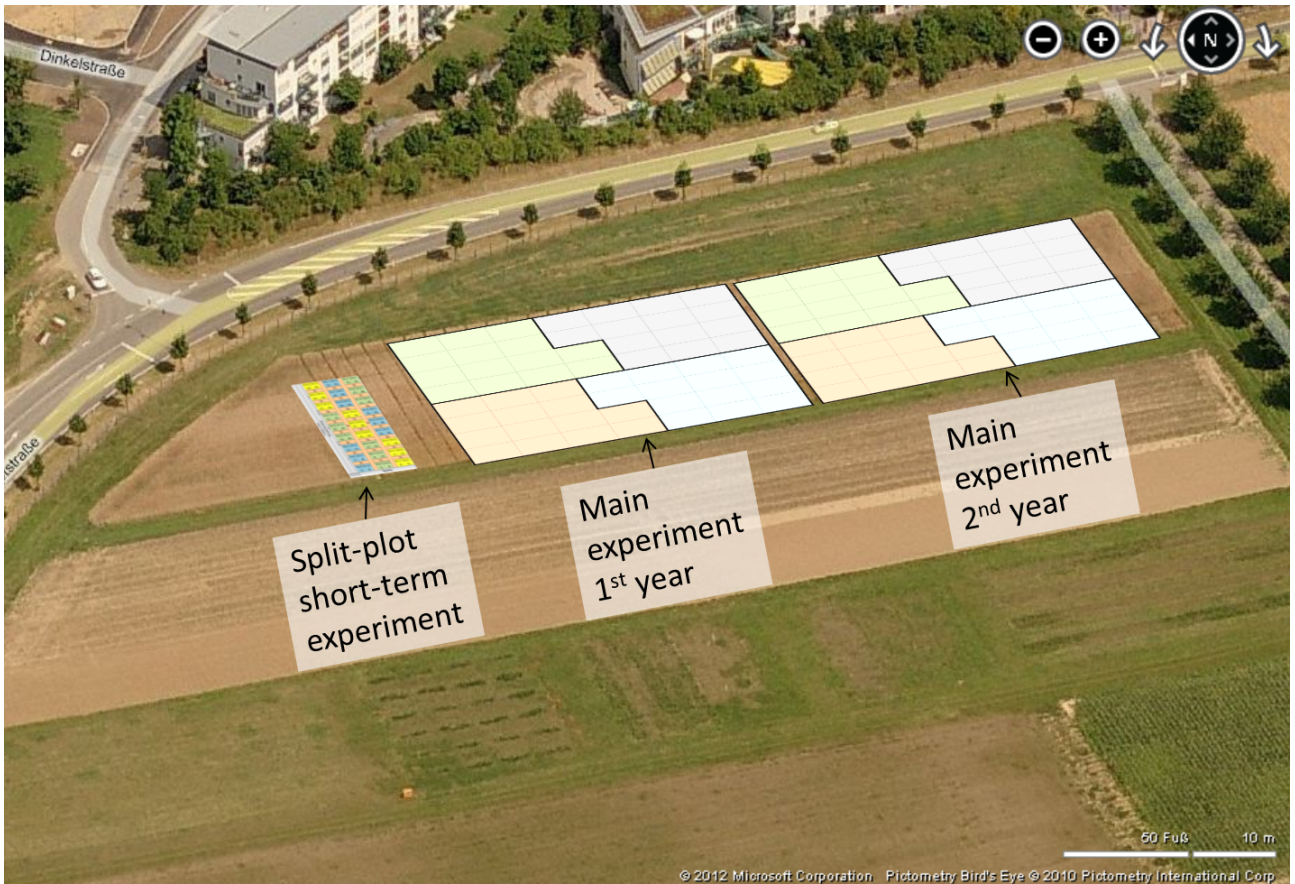 Dinkelstraße
N
Split-plot
short-term
experiment
Main
experiment
1st year
Main
experiment
2nd year
50 Fuß 10 m
© 2012 Microsoft Corporation Pictometry Bird's Eye © 2010 Pictometry International Corp